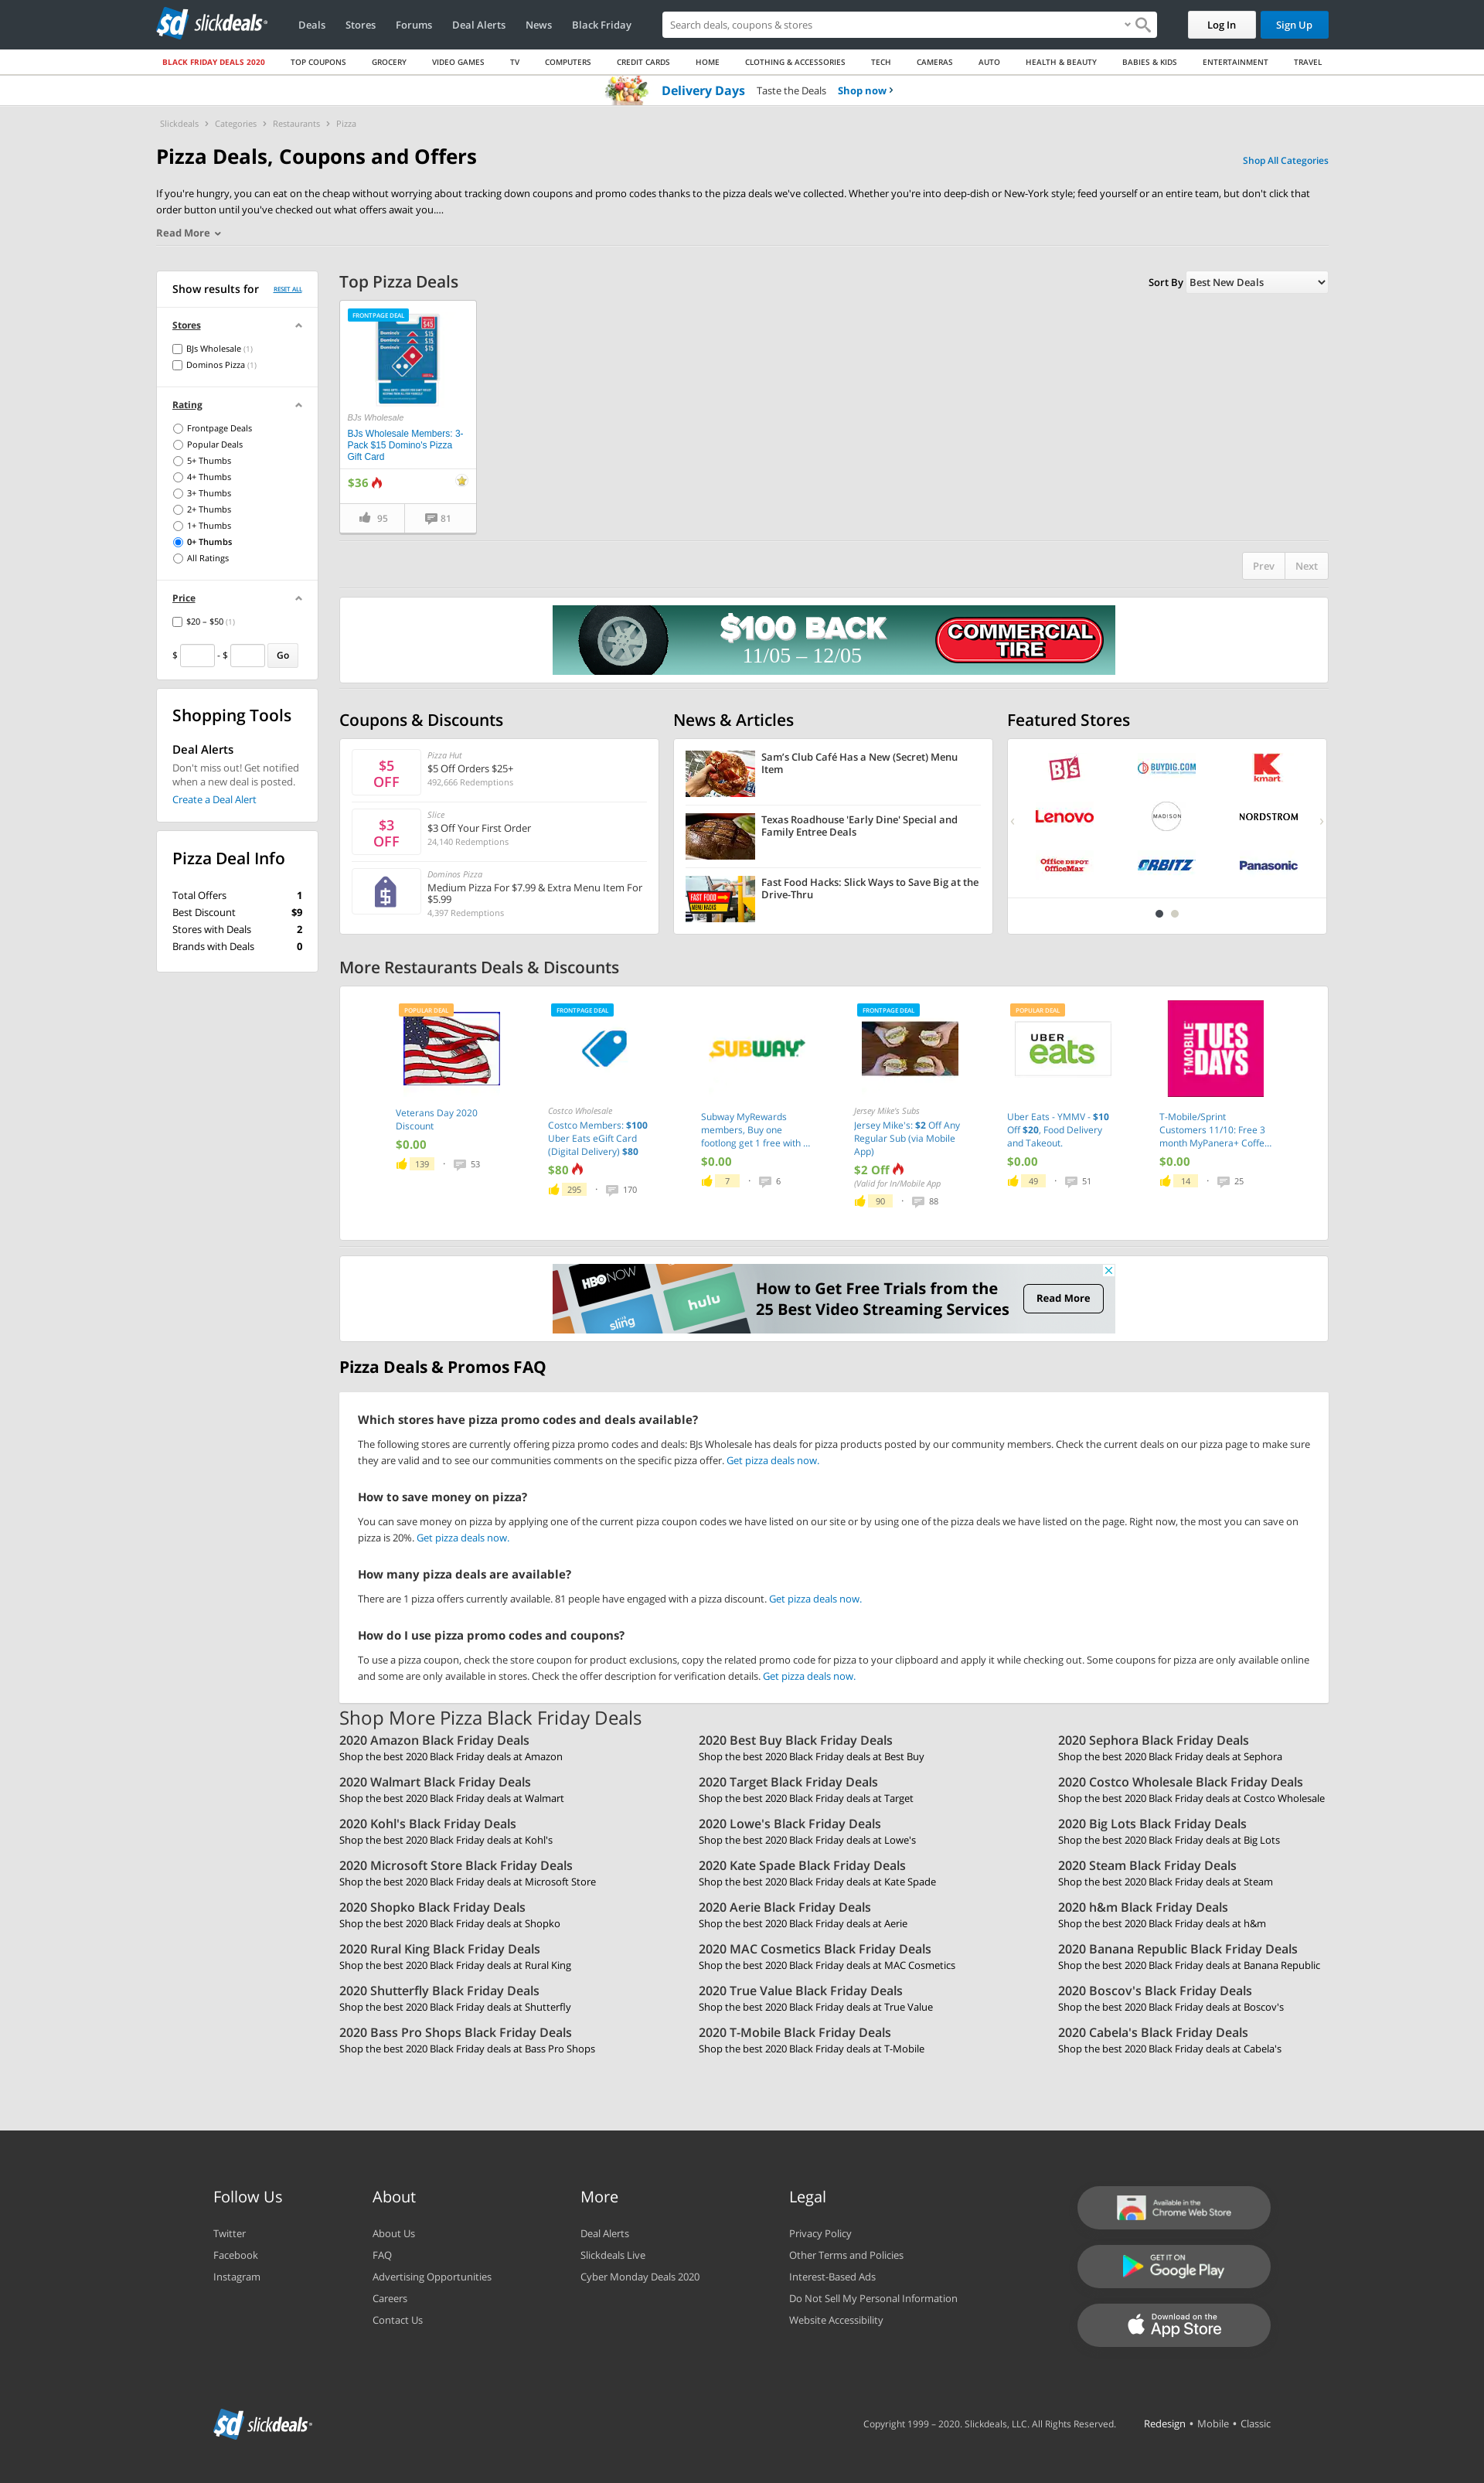 slickdeals
Deals Stores Forums Deal Alerts News Black Friday
Search deals, coupons & stores
Log In Sign Up
BLACK FRIDAY DEALS 2020 TOP COUPONS GROCERY VIDEO GAMES TV COMPUTERS CREDIT CARDS HOME CLOTHING & ACCESSORIES TECH CAMERAS AUTO HEALTH & BEAUTY BABIES & KIDS ENTERTAINMENT TRAVEL
Delivery Days Taste the Deals Shop now ›
Slickdeals › Categories › Restaurants › Pizza
Pizza Deals, Coupons and Offers
Shop All Categories
If you're hungry, you can eat on the cheap without worrying about tracking down coupons and promo codes thanks to the pizza deals we've collected. Whether you're into deep-dish or New-York style; feed yourself or an entire team, but don't click that
order button until you've checked out what offers await you....
Read More
Show results for RESET ALL
Stores
BJs Wholesale (1)
Dominos Pizza (1)
Rating
Frontpage Deals
Popular Deals
5+ Thumbs
4+ Thumbs
3+ Thumbs
2+ Thumbs
1+ Thumbs
0+ Thumbs
All Ratings
Price
$20 – $50 (1)
$ - $ Go
Shopping Tools
Deal Alerts
Don't miss out! Get notified
when a new deal is posted.
Create a Deal Alert
Pizza Deal Info
Total Offers 1
Best Discount $9
Stores with Deals 2
Brands with Deals 0
Top Pizza Deals
Sort By Best New Deals
FRONTPAGE DEAL
$45
Domino's $15
Domino's $15
Domino's $15
BJs Wholesale
BJs Wholesale Members: 3-
Pack $15 Domino's Pizza
Gift Card
$36
95 81
Prev Next
$100 BACK
11/05 – 12/05
COMMERCIAL
TIRE
Coupons & Discounts
$5
OFF
Pizza Hut
$5 Off Orders $25+
492,666 Redemptions
$3
OFF
Slice
$3 Off Your First Order
24,140 Redemptions
Dominos Pizza
Medium Pizza For $7.99 & Extra Menu Item For
$5.99
4,397 Redemptions
News & Articles
Sam's Club Café Has a New (Secret) Menu
Item
Texas Roadhouse 'Early Dine' Special and
Family Entree Deals
FAST FOOD
MENU HACKS
Fast Food Hacks: Slick Ways to Save Big at the
Drive-Thru
Featured Stores
BJ's BUYDIG.COM kmart
Lenovo MADISON NORDSTROM
Office DEPOT
OfficeMax ORBITZ Panasonic
More Restaurants Deals & Discounts
POPULAR DEAL
Veterans Day 2020
Discount
$0.00
139 · 53
FRONTPAGE DEAL
Costco Wholesale
Costco Members: $100
Uber Eats eGift Card
(Digital Delivery) $80
$80
295 · 170
SUBWAY
Subway MyRewards
members, Buy one
footlong get 1 free with ...
$0.00
7 · 6
FRONTPAGE DEAL
Jersey Mike's Subs
Jersey Mike's: $2 Off Any
Regular Sub (via Mobile
App)
$2 Off
(Valid for In/Mobile App
90 · 88
POPULAR DEAL
UBER
eats
Uber Eats - YMMV - $10
Off $20, Food Delivery
and Takeout.
$0.00
49 · 51
T-MOBILE
TUES
DAYS
T-Mobile/Sprint
Customers 11/10: Free 3
month MyPanera+ Coffe...
$0.00
14 · 25
HBO NOW
sling
hulu
How to Get Free Trials from the
25 Best Video Streaming Services
Read More
Pizza Deals & Promos FAQ
Which stores have pizza promo codes and deals available?
The following stores are currently offering pizza promo codes and deals: BJs Wholesale has deals for pizza products posted by our community members. Check the current deals on our pizza page to make sure
they are valid and to see our communities comments on the specific pizza offer. Get pizza deals now.
How to save money on pizza?
You can save money on pizza by applying one of the current pizza coupon codes we have listed on our site or by using one of the pizza deals we have listed on the page. Right now, the most you can save on
pizza is 20%. Get pizza deals now.
How many pizza deals are available?
There are 1 pizza offers currently available. 81 people have engaged with a pizza discount. Get pizza deals now.
How do I use pizza promo codes and coupons?
To use a pizza coupon, check the store coupon for product exclusions, copy the related promo code for pizza to your clipboard and apply it while checking out. Some coupons for pizza are only available online
and some are only available in stores. Check the offer description for verification details. Get pizza deals now.
Shop More Pizza Black Friday Deals
2020 Amazon Black Friday Deals 2020 Best Buy Black Friday Deals 2020 Sephora Black Friday Deals
Shop the best 2020 Black Friday deals at Amazon Shop the best 2020 Black Friday deals at Best Buy Shop the best 2020 Black Friday deals at Sephora
2020 Walmart Black Friday Deals 2020 Target Black Friday Deals 2020 Costco Wholesale Black Friday Deals
Shop the best 2020 Black Friday deals at Walmart Shop the best 2020 Black Friday deals at Target Shop the best 2020 Black Friday deals at Costco Wholesale
2020 Kohl's Black Friday Deals 2020 Lowe's Black Friday Deals 2020 Big Lots Black Friday Deals
Shop the best 2020 Black Friday deals at Kohl's Shop the best 2020 Black Friday deals at Lowe's Shop the best 2020 Black Friday deals at Big Lots
2020 Microsoft Store Black Friday Deals 2020 Kate Spade Black Friday Deals 2020 Steam Black Friday Deals
Shop the best 2020 Black Friday deals at Microsoft Store Shop the best 2020 Black Friday deals at Kate Spade Shop the best 2020 Black Friday deals at Steam
2020 Shopko Black Friday Deals 2020 Aerie Black Friday Deals 2020 h&m Black Friday Deals
Shop the best 2020 Black Friday deals at Shopko Shop the best 2020 Black Friday deals at Aerie Shop the best 2020 Black Friday deals at h&m
2020 Rural King Black Friday Deals 2020 MAC Cosmetics Black Friday Deals 2020 Banana Republic Black Friday Deals
Shop the best 2020 Black Friday deals at Rural King Shop the best 2020 Black Friday deals at MAC Cosmetics Shop the best 2020 Black Friday deals at Banana Republic
2020 Shutterfly Black Friday Deals 2020 True Value Black Friday Deals 2020 Boscov's Black Friday Deals
Shop the best 2020 Black Friday deals at Shutterfly Shop the best 2020 Black Friday deals at True Value Shop the best 2020 Black Friday deals at Boscov's
2020 Bass Pro Shops Black Friday Deals 2020 T-Mobile Black Friday Deals 2020 Cabela's Black Friday Deals
Shop the best 2020 Black Friday deals at Bass Pro Shops Shop the best 2020 Black Friday deals at T-Mobile Shop the best 2020 Black Friday deals at Cabela's
Follow Us
Twitter
Facebook
Instagram
About
About Us
FAQ
Advertising Opportunities
Careers
Contact Us
More
Deal Alerts
Slickdeals Live
Cyber Monday Deals 2020
Legal
Privacy Policy
Other Terms and Policies
Interest-Based Ads
Do Not Sell My Personal Information
Website Accessibility
Available in the
Chrome Web Store
GET IT ON
Google Play
Download on the
App Store
slickdeals
Copyright 1999 – 2020. Slickdeals, LLC. All Rights Reserved. Redesign • Mobile • Classic